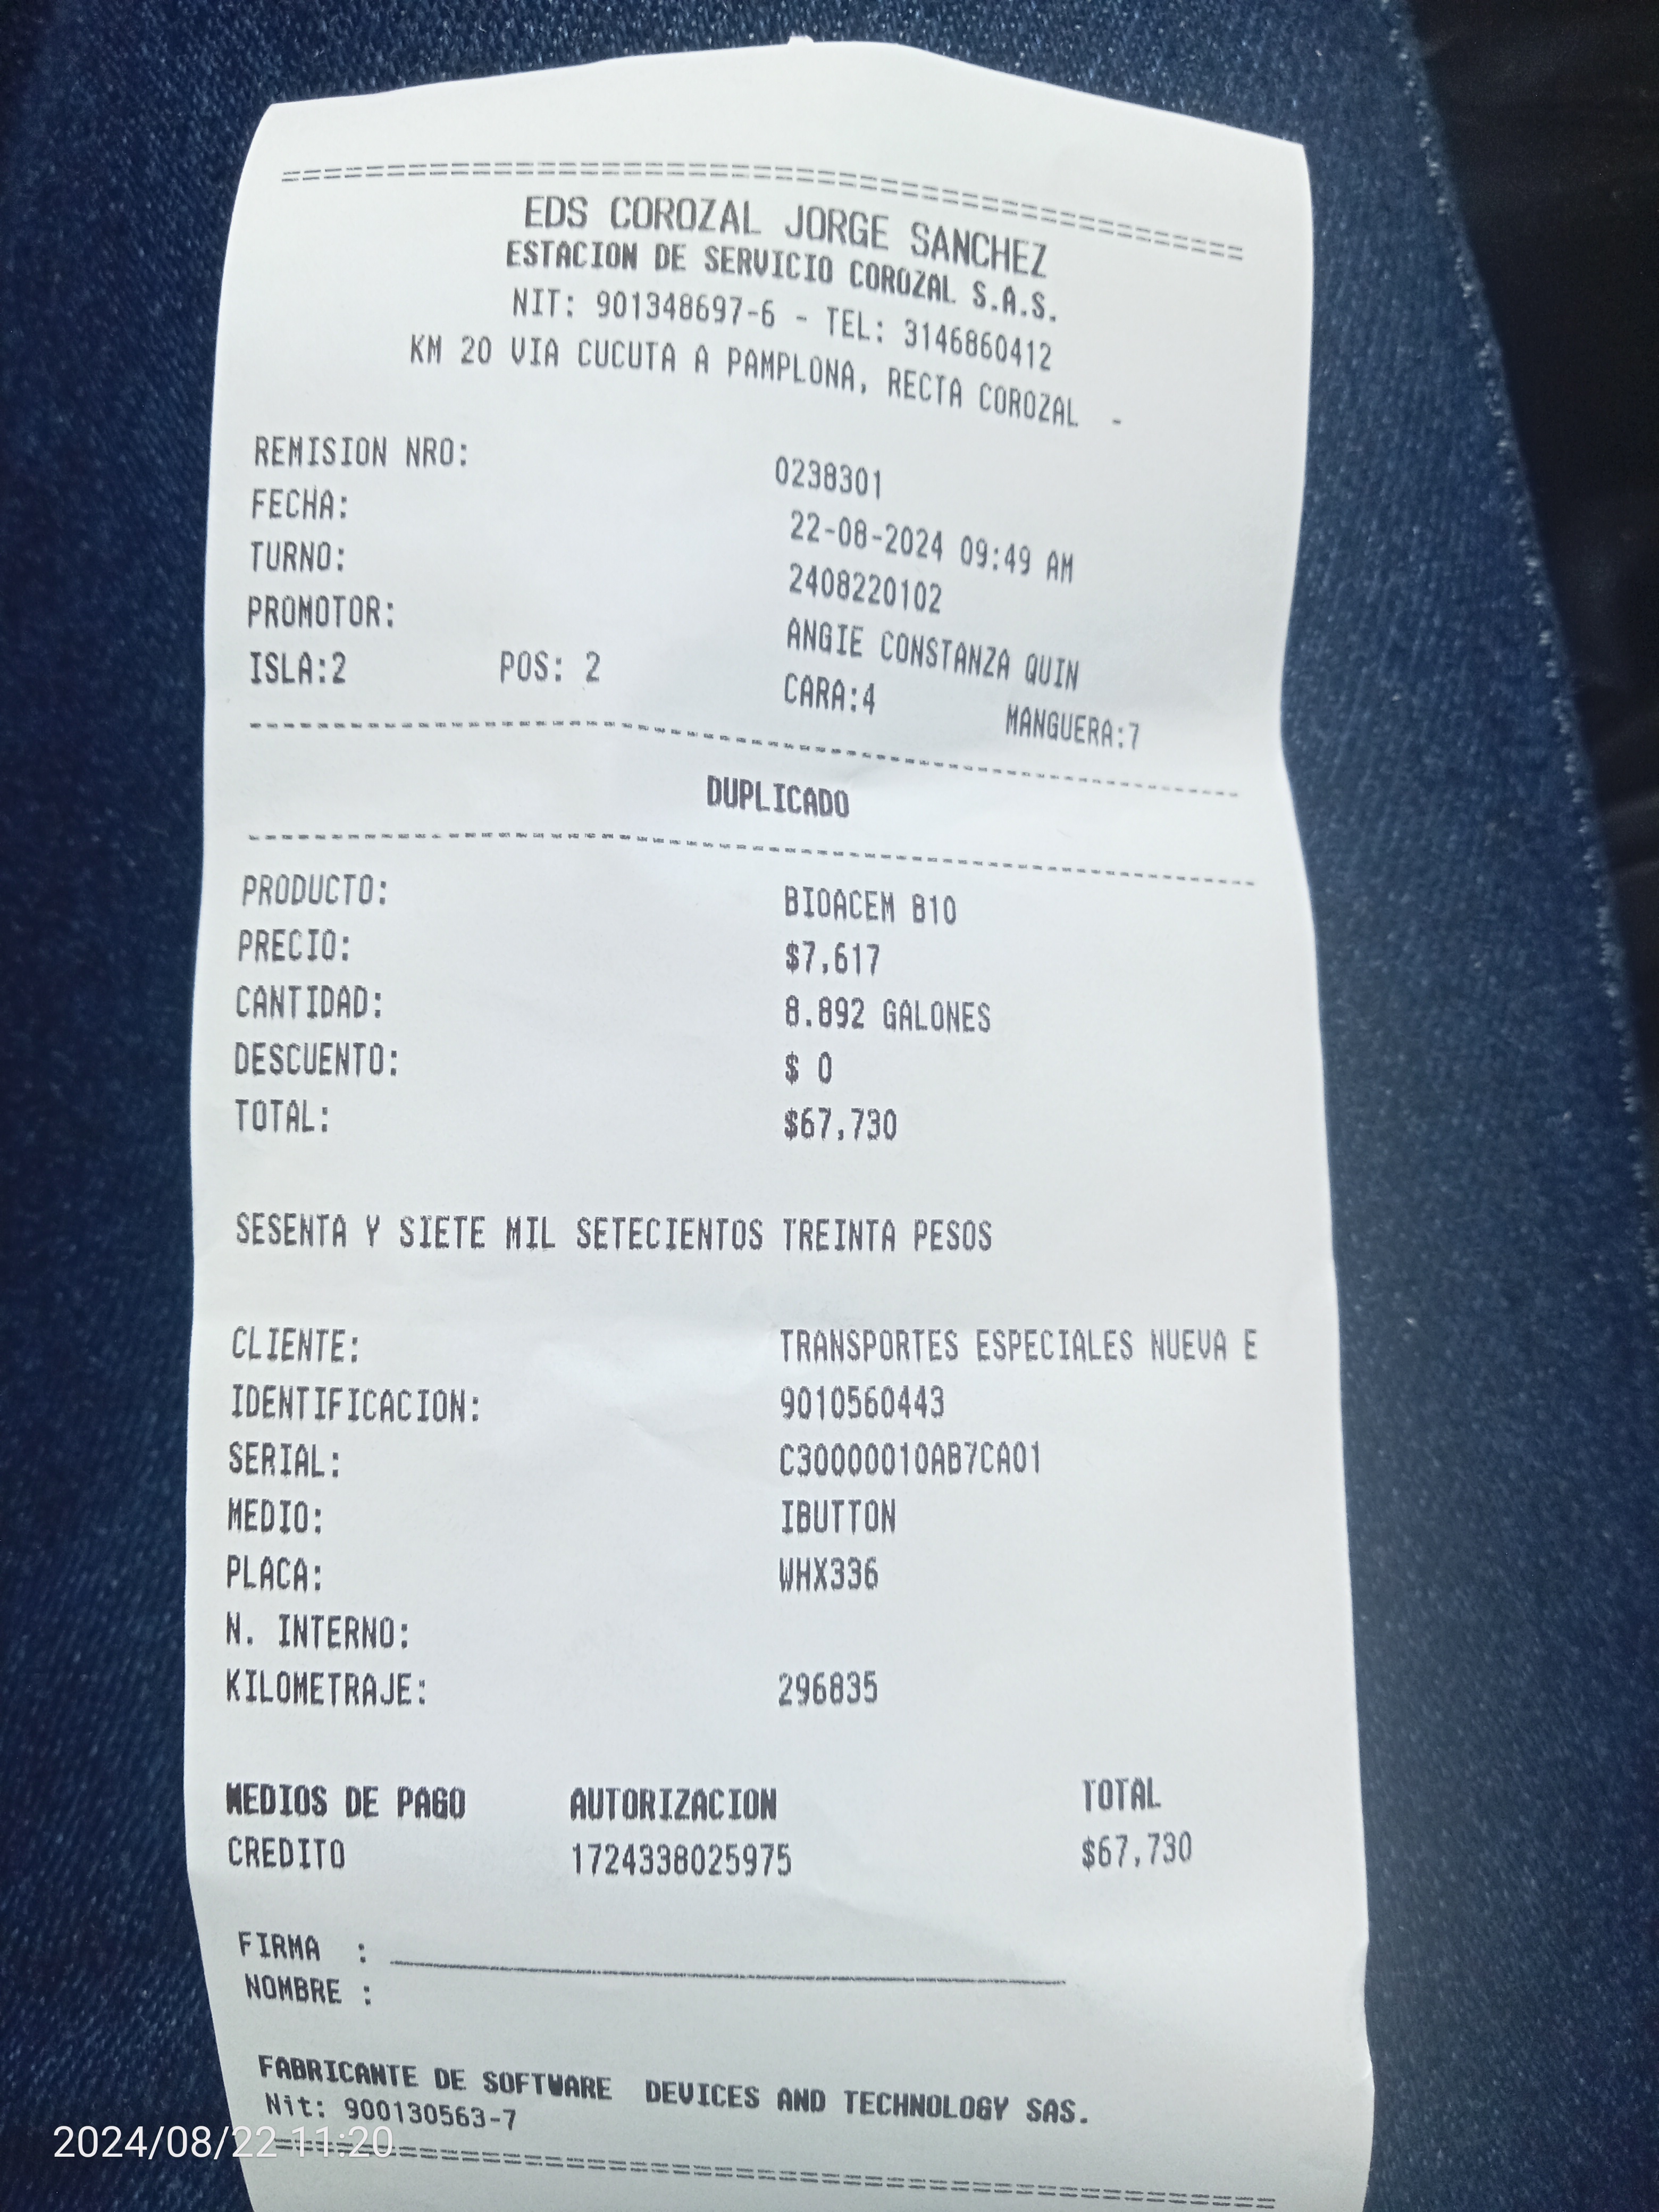 EDS COROZAL JORGE SANCHEZ
ESTACION DE SERVICIO COROZAL S.A.S.
NIT: 901348697-6 - TEL: 3146860412
KM 20 VIA CUCUTA A PAMPLONA, RECTA COROZAL -
REMISION NRO: 0238301
FECHA: 22-08-2024 09:49 AM
TURNO: 2408220102
PROMOTOR: ANGIE CONSTANZA QUIN
ISLA:2 POS: 2 CARA:4 MANGUERA:7
DUPLICADO
PRODUCTO: BIOACEM B10
PRECIO: $7,617
CANTIDAD: 8.892 GALONES
DESCUENTO: $ 0
TOTAL: $67,730
SESENTA Y SIETE MIL SETECIENTOS TREINTA PESOS
CLIENTE: TRANSPORTES ESPECIALES NUEVA E
IDENTIFICACION: 9010560443
SERIAL: C30000010AB7CA01
MEDIO: IBUTTON
PLACA: WHX336
N. INTERNO:
KILOMETRAJE: 296835
MEDIOS DE PAGO AUTORIZACION TOTAL
CREDITO 1724338025975 $67,730
FIRMA :
NOMBRE :
FABRICANTE DE SOFTWARE DEVICES AND TECHNOLOGY SAS.
Nit: 900130563-7
2024/08/22 11:20